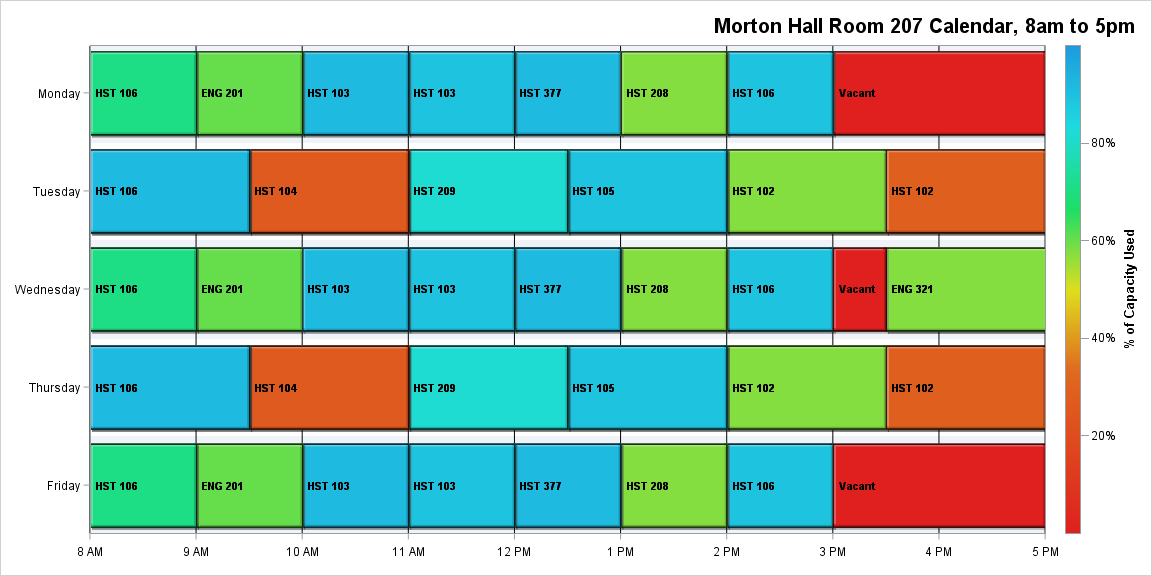 Morton Hall Room 207 Calendar, 8am to 5pm
Monday HST 106 ENG 201 HST 103 HST 103 HST 377 HST 208 HST 106 Vacant
Tuesday HST 106 HST 104 HST 209 HST 105 HST 102 HST 102
Wednesday HST 106 ENG 201 HST 103 HST 103 HST 377 HST 208 HST 106 Vacant ENG 321
Thursday HST 106 HST 104 HST 209 HST 105 HST 102 HST 102
Friday HST 106 ENG 201 HST 103 HST 103 HST 377 HST 208 HST 106 Vacant
8 AM 9 AM 10 AM 11 AM 12 PM 1 PM 2 PM 3 PM 4 PM 5 PM
80%
60%
40%
20%
% of Capacity Used